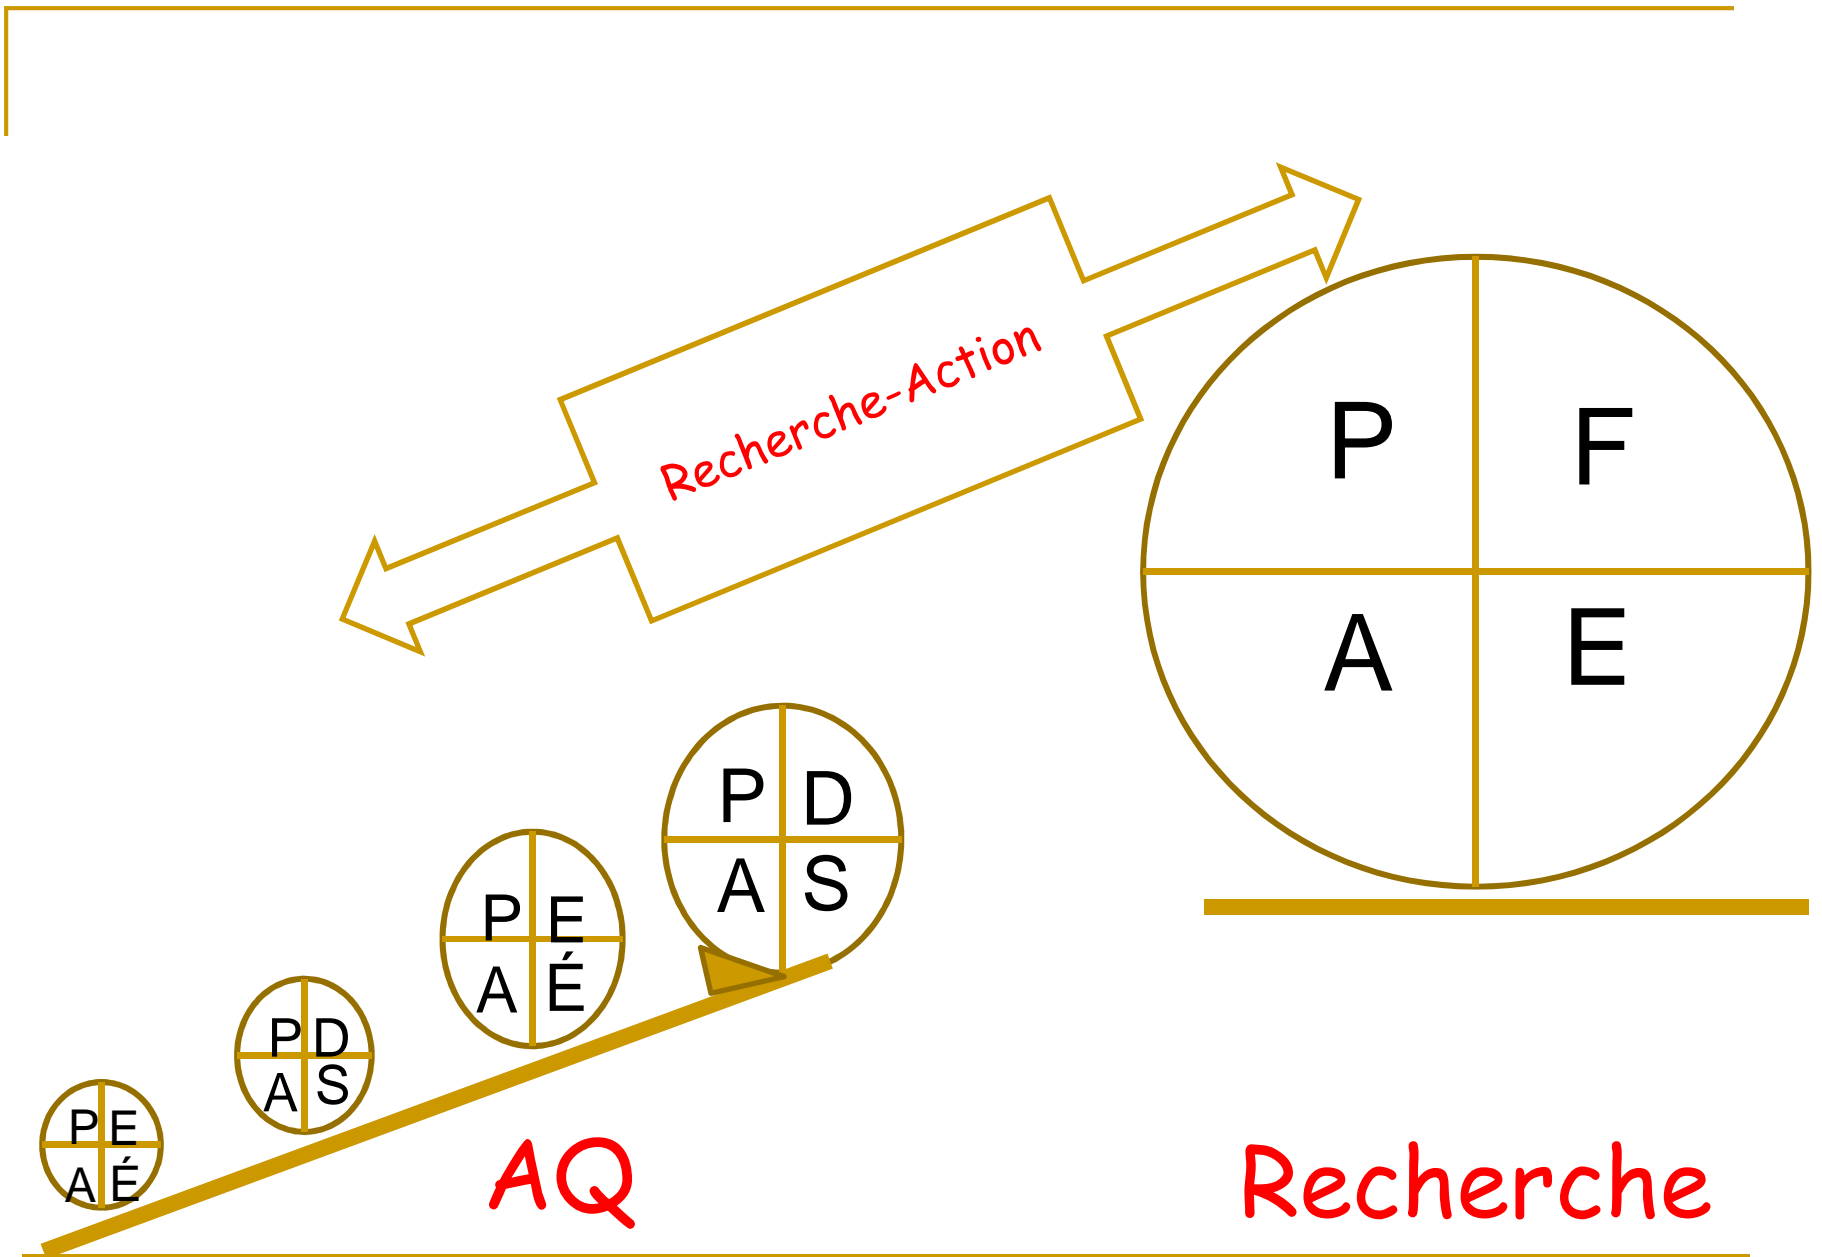 Recherche-Action
P F
A E
P D
A S
P E
A É
P D
A S
P E
A É
AQ
Recherche